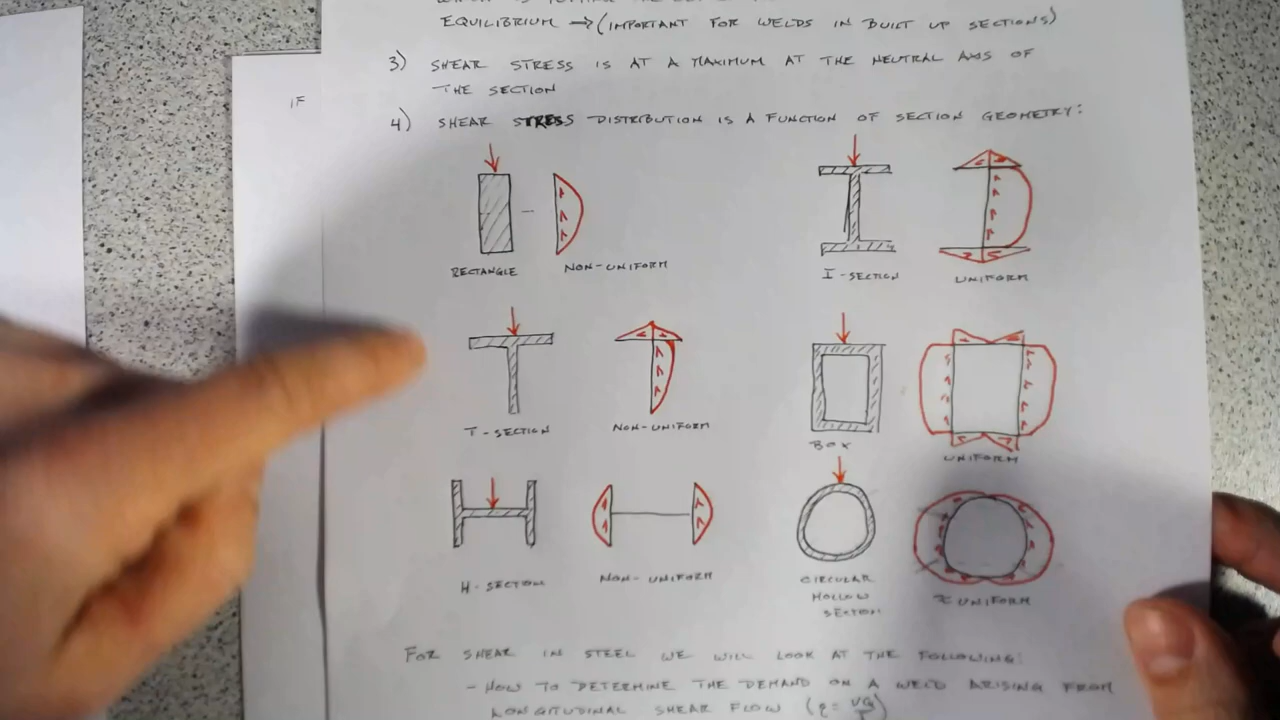 EQUILIBRIUM → (IMPORTANT FOR WELDS IN BUILT UP SECTIONS)
3) SHEAR STRESS IS AT A MAXIMUM AT THE NEUTRAL AXIS OF
THE SECTION
IF
4) SHEAR STRESS DISTRIBUTION IS A FUNCTION OF SECTION GEOMETRY:
RECTANGLE
NON-UNIFORM
I-SECTION
UNIFORM
T-SECTION
NON-UNIFORM
BOX
UNIFORM
H-SECTION
NON-UNIFORM
CIRCULAR
HOLLOW
SECTION
≈ UNIFORM
FOR SHEAR IN STEEL WE WILL LOOK AT THE FOLLOWING:
- HOW TO DETERMINE THE DEMAND ON A WELD ARISING FROM
LONGITUDINAL SHEAR FLOW (q = VQ/I)